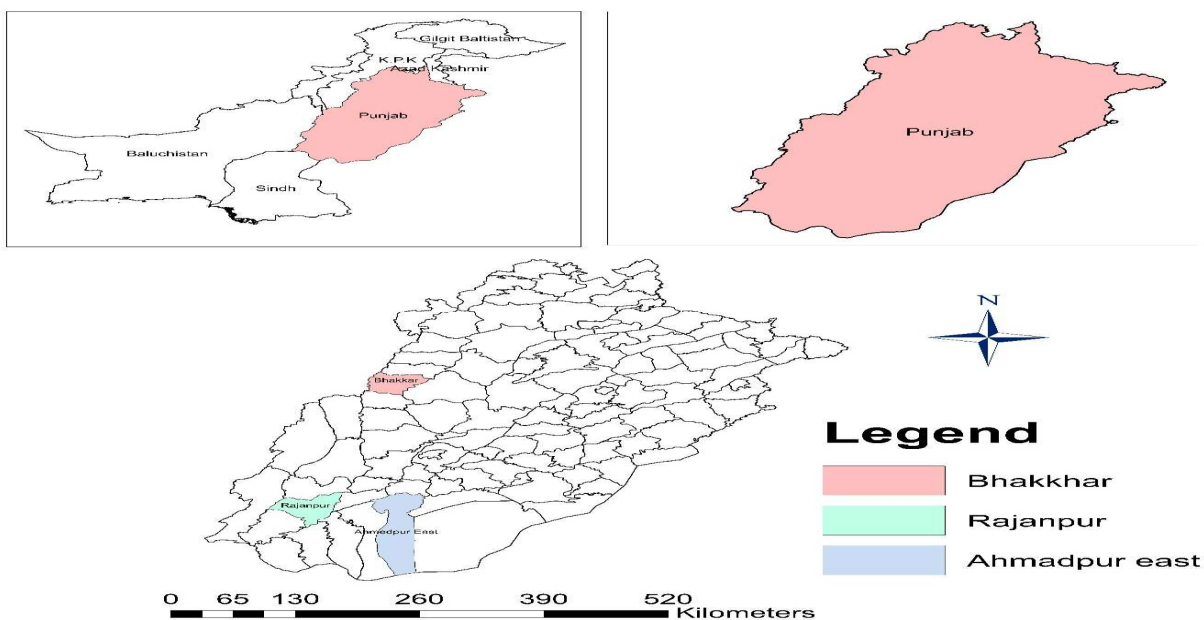 Gilgit Baltistan
K.P.K
Azad Kashmir
Punjab
Baluchistan
Sindh
Punjab
N
Bhakkar
Rajanpur
Ahmedpur East
Legend
Bhakkhar
Rajanpur
Ahmadpur east
0 65 130 260 390 520
Kilometers